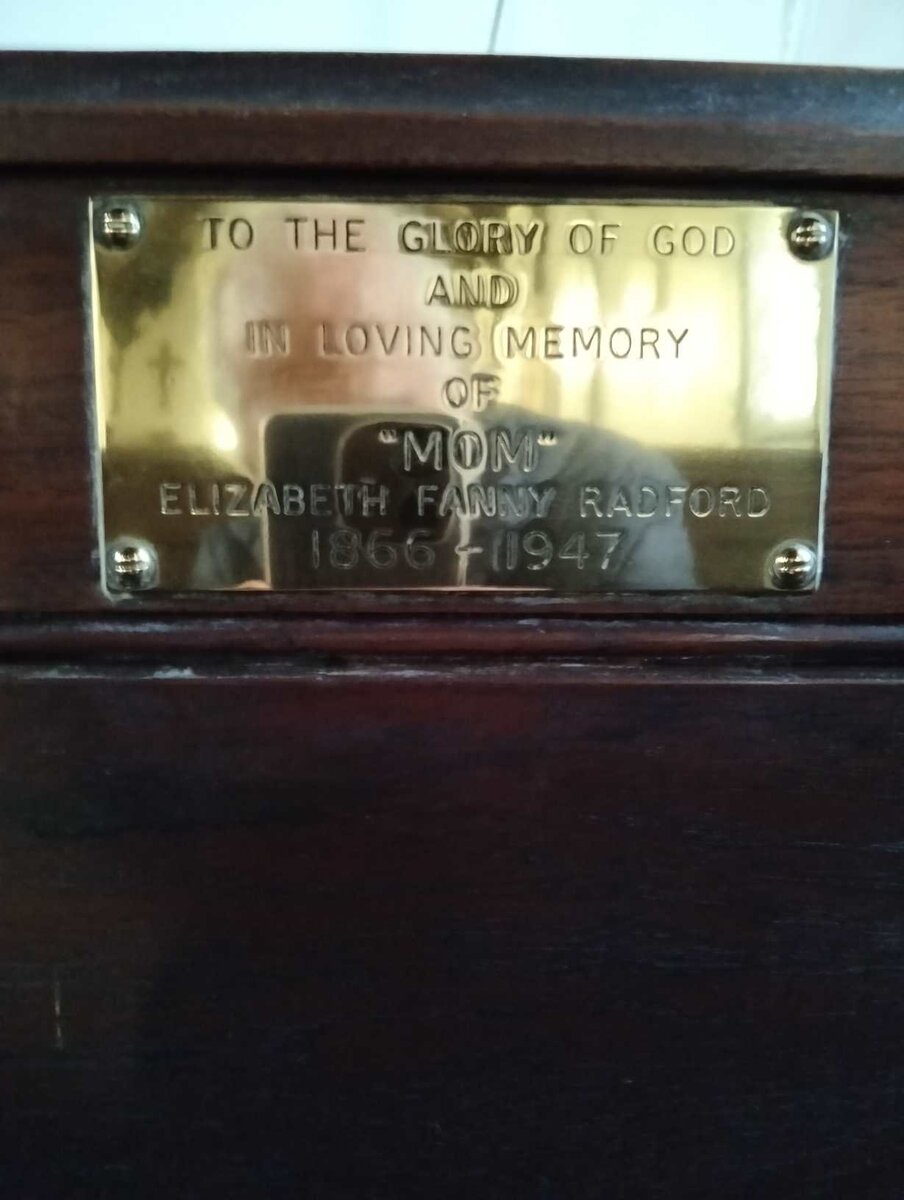 TO THE GLORY OF GOD
AND
IN LOVING MEMORY
OF
"MOM"
ELIZABETH FANNY RADFORD
1866 - 1947